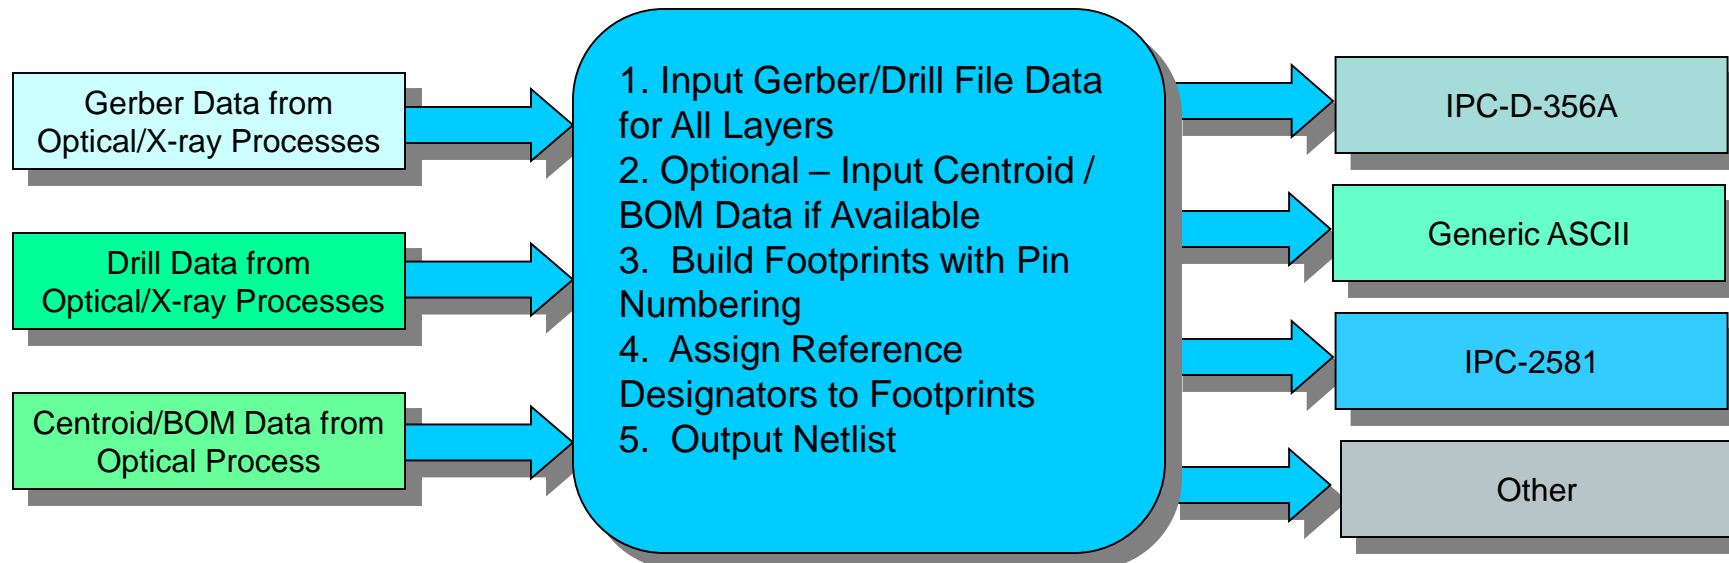 Gerber Data from
Optical/X-ray Processes
Drill Data from
Optical/X-ray Processes
Centroid/BOM Data from
Optical Process
1. Input Gerber/Drill File Data
for All Layers
2. Optional – Input Centroid /
BOM Data if Available
3.  Build Footprints with Pin
Numbering
4.  Assign Reference
Designators to Footprints
5.  Output Netlist
IPC-D-356A
Generic ASCII
IPC-2581
Other